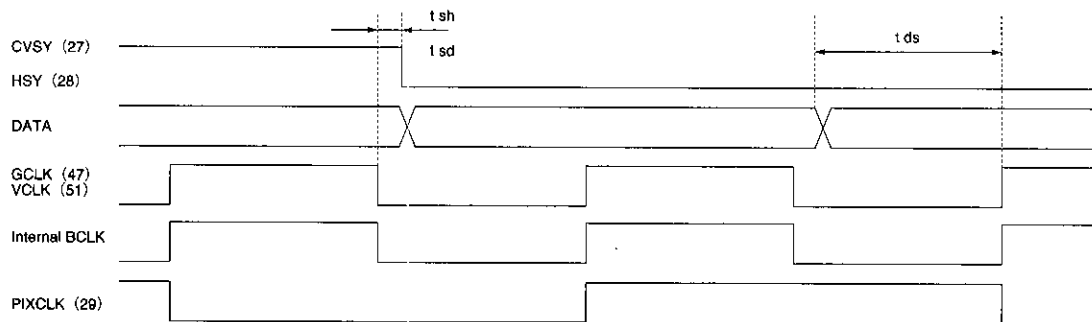 t sh
CVSY (27)
t sd
t ds
HSY (28)
DATA
GCLK (47)
VCLK (51)
Internal BCLK
PIXCLK (29)